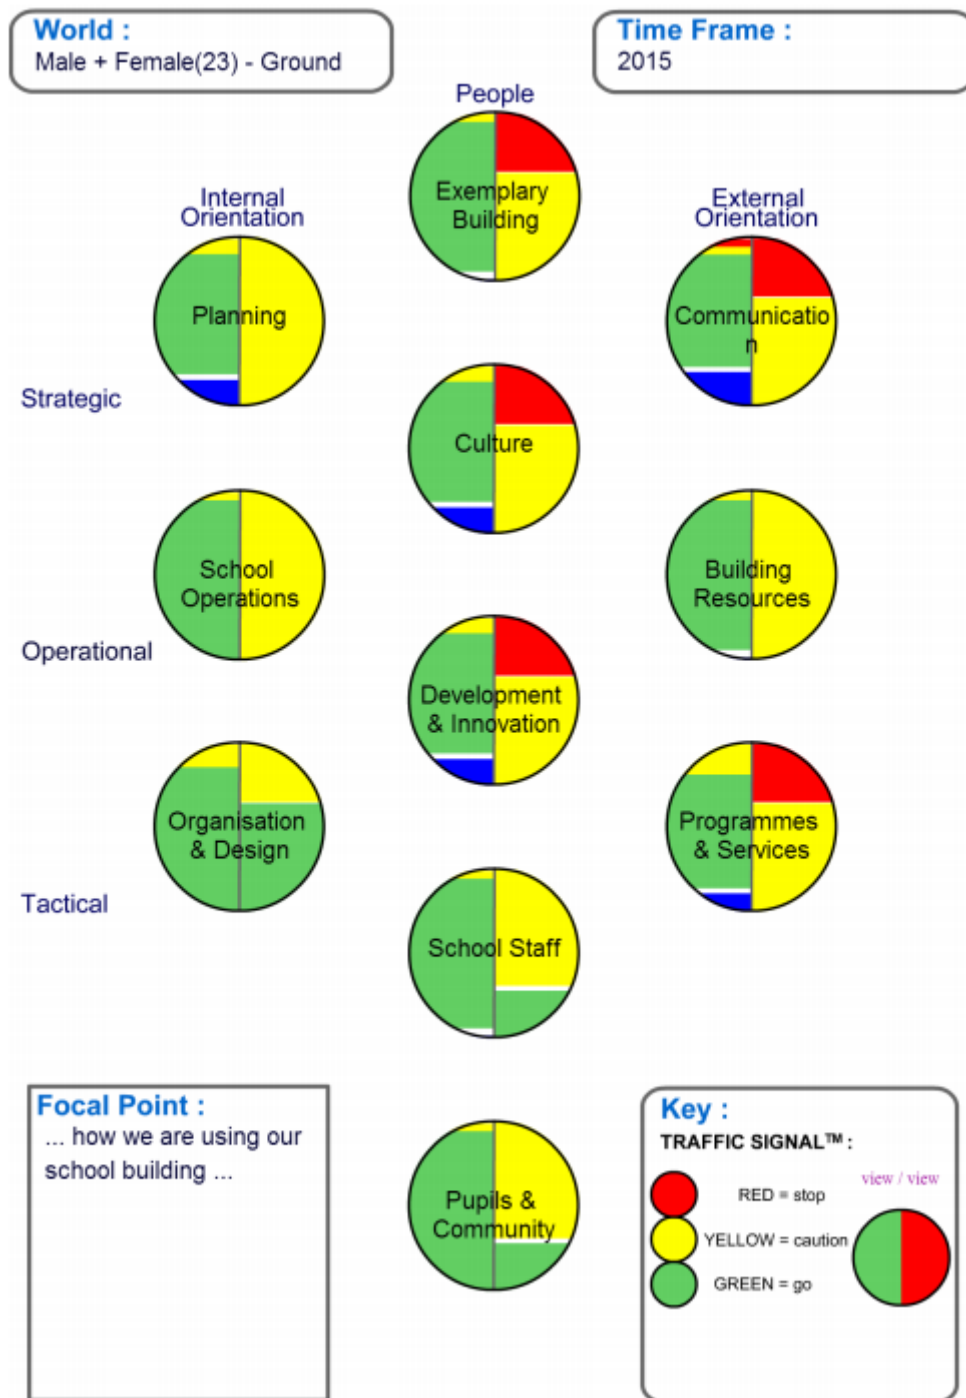 World :
Male + Female(23) - Ground
Time Frame :
2015
People
Exemplary
Building
Internal
Orientation
External
Orientation
Planning
Communicatio
n
Strategic
Culture
School
Operations
Building
Resources
Operational
Development
& Innovation
Organisation
& Design
Programmes
& Services
Tactical
School Staff
Focal Point :
... how we are using our
school building ...
Pupils &
Community
Key :
TRAFFIC SIGNAL™ :
view / view
RED = stop
YELLOW = caution
GREEN = go